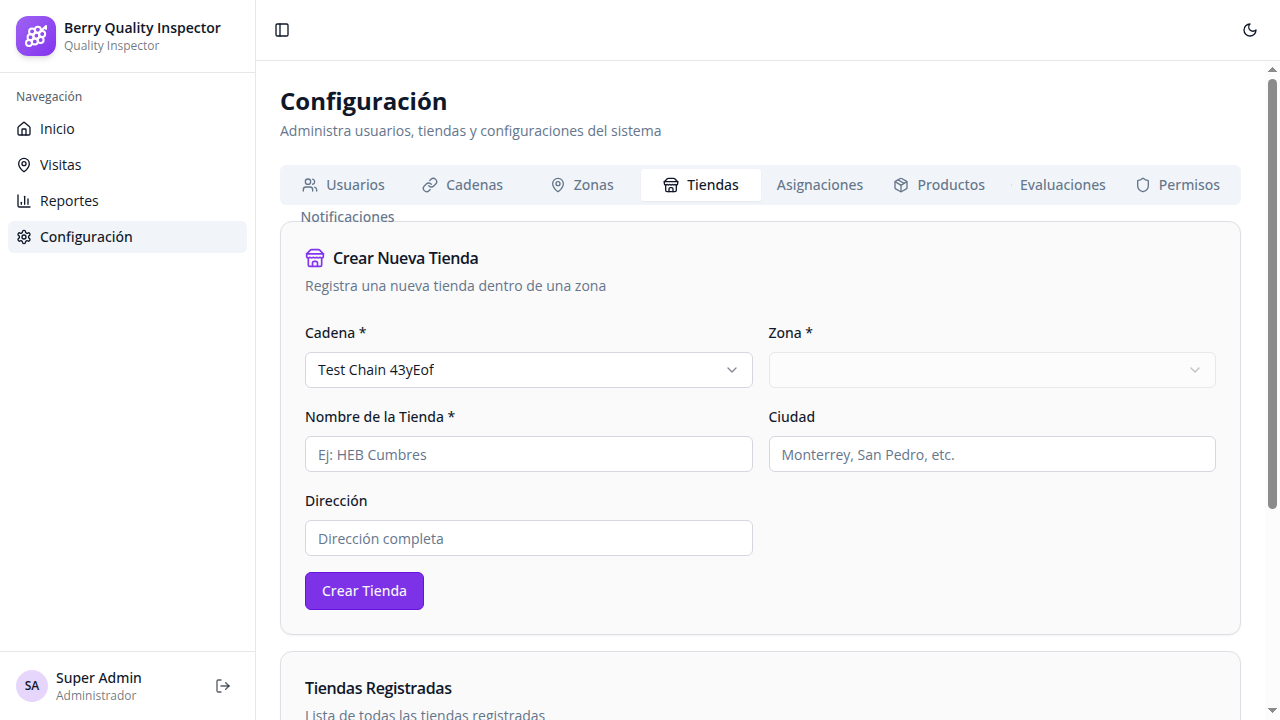 Berry Quality Inspector
Quality Inspector
Navegación
Inicio
Visitas
Reportes
Configuración
SA
Super Admin
Administrador
Configuración
Administra usuarios, tiendas y configuraciones del sistema
Usuarios Cadenas Zonas Tiendas Asignaciones Productos Evaluaciones Permisos
Notificaciones
Crear Nueva Tienda
Registra una nueva tienda dentro de una zona
Cadena * Zona *
Test Chain 43yEof
Nombre de la Tienda * Ciudad
Ej: HEB Cumbres Monterrey, San Pedro, etc.
Dirección
Dirección completa
Crear Tienda
Tiendas Registradas
Lista de todas las tiendas registradas